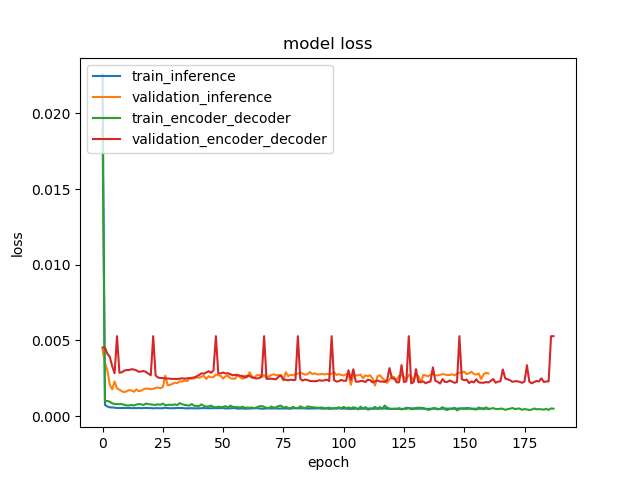 model loss
train_inference
validation_inference
train_encoder_decoder
validation_encoder_decoder
0.020
0.015
0.010
0.005
0.000
loss
0 25 50 75 100 125 150 175
epoch